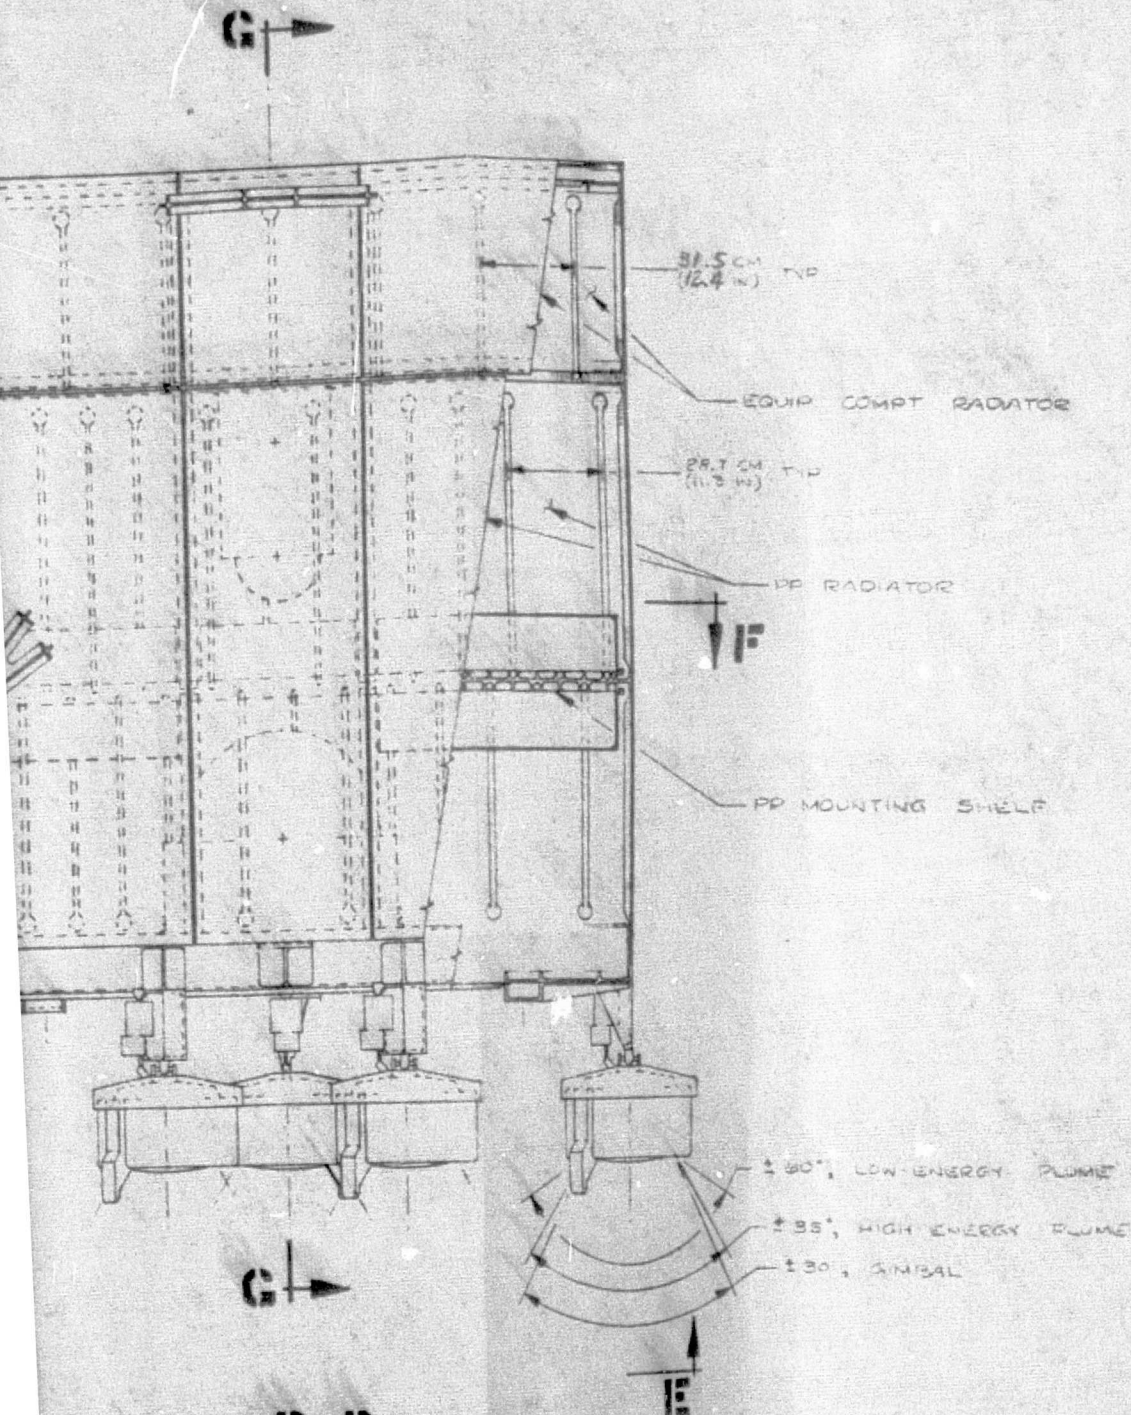 G
31.5 CM
(12.4 IN) TYP
EQUIP COMPT RADIATOR
28.7 CM
(11.3 IN) TYP
PP RADIATOR
F
PP MOUNTING SHELF
± 60°, LOW ENERGY PLUME
± 35°, HIGH ENERGY PLUME
± 30°, GIMBAL
G
E